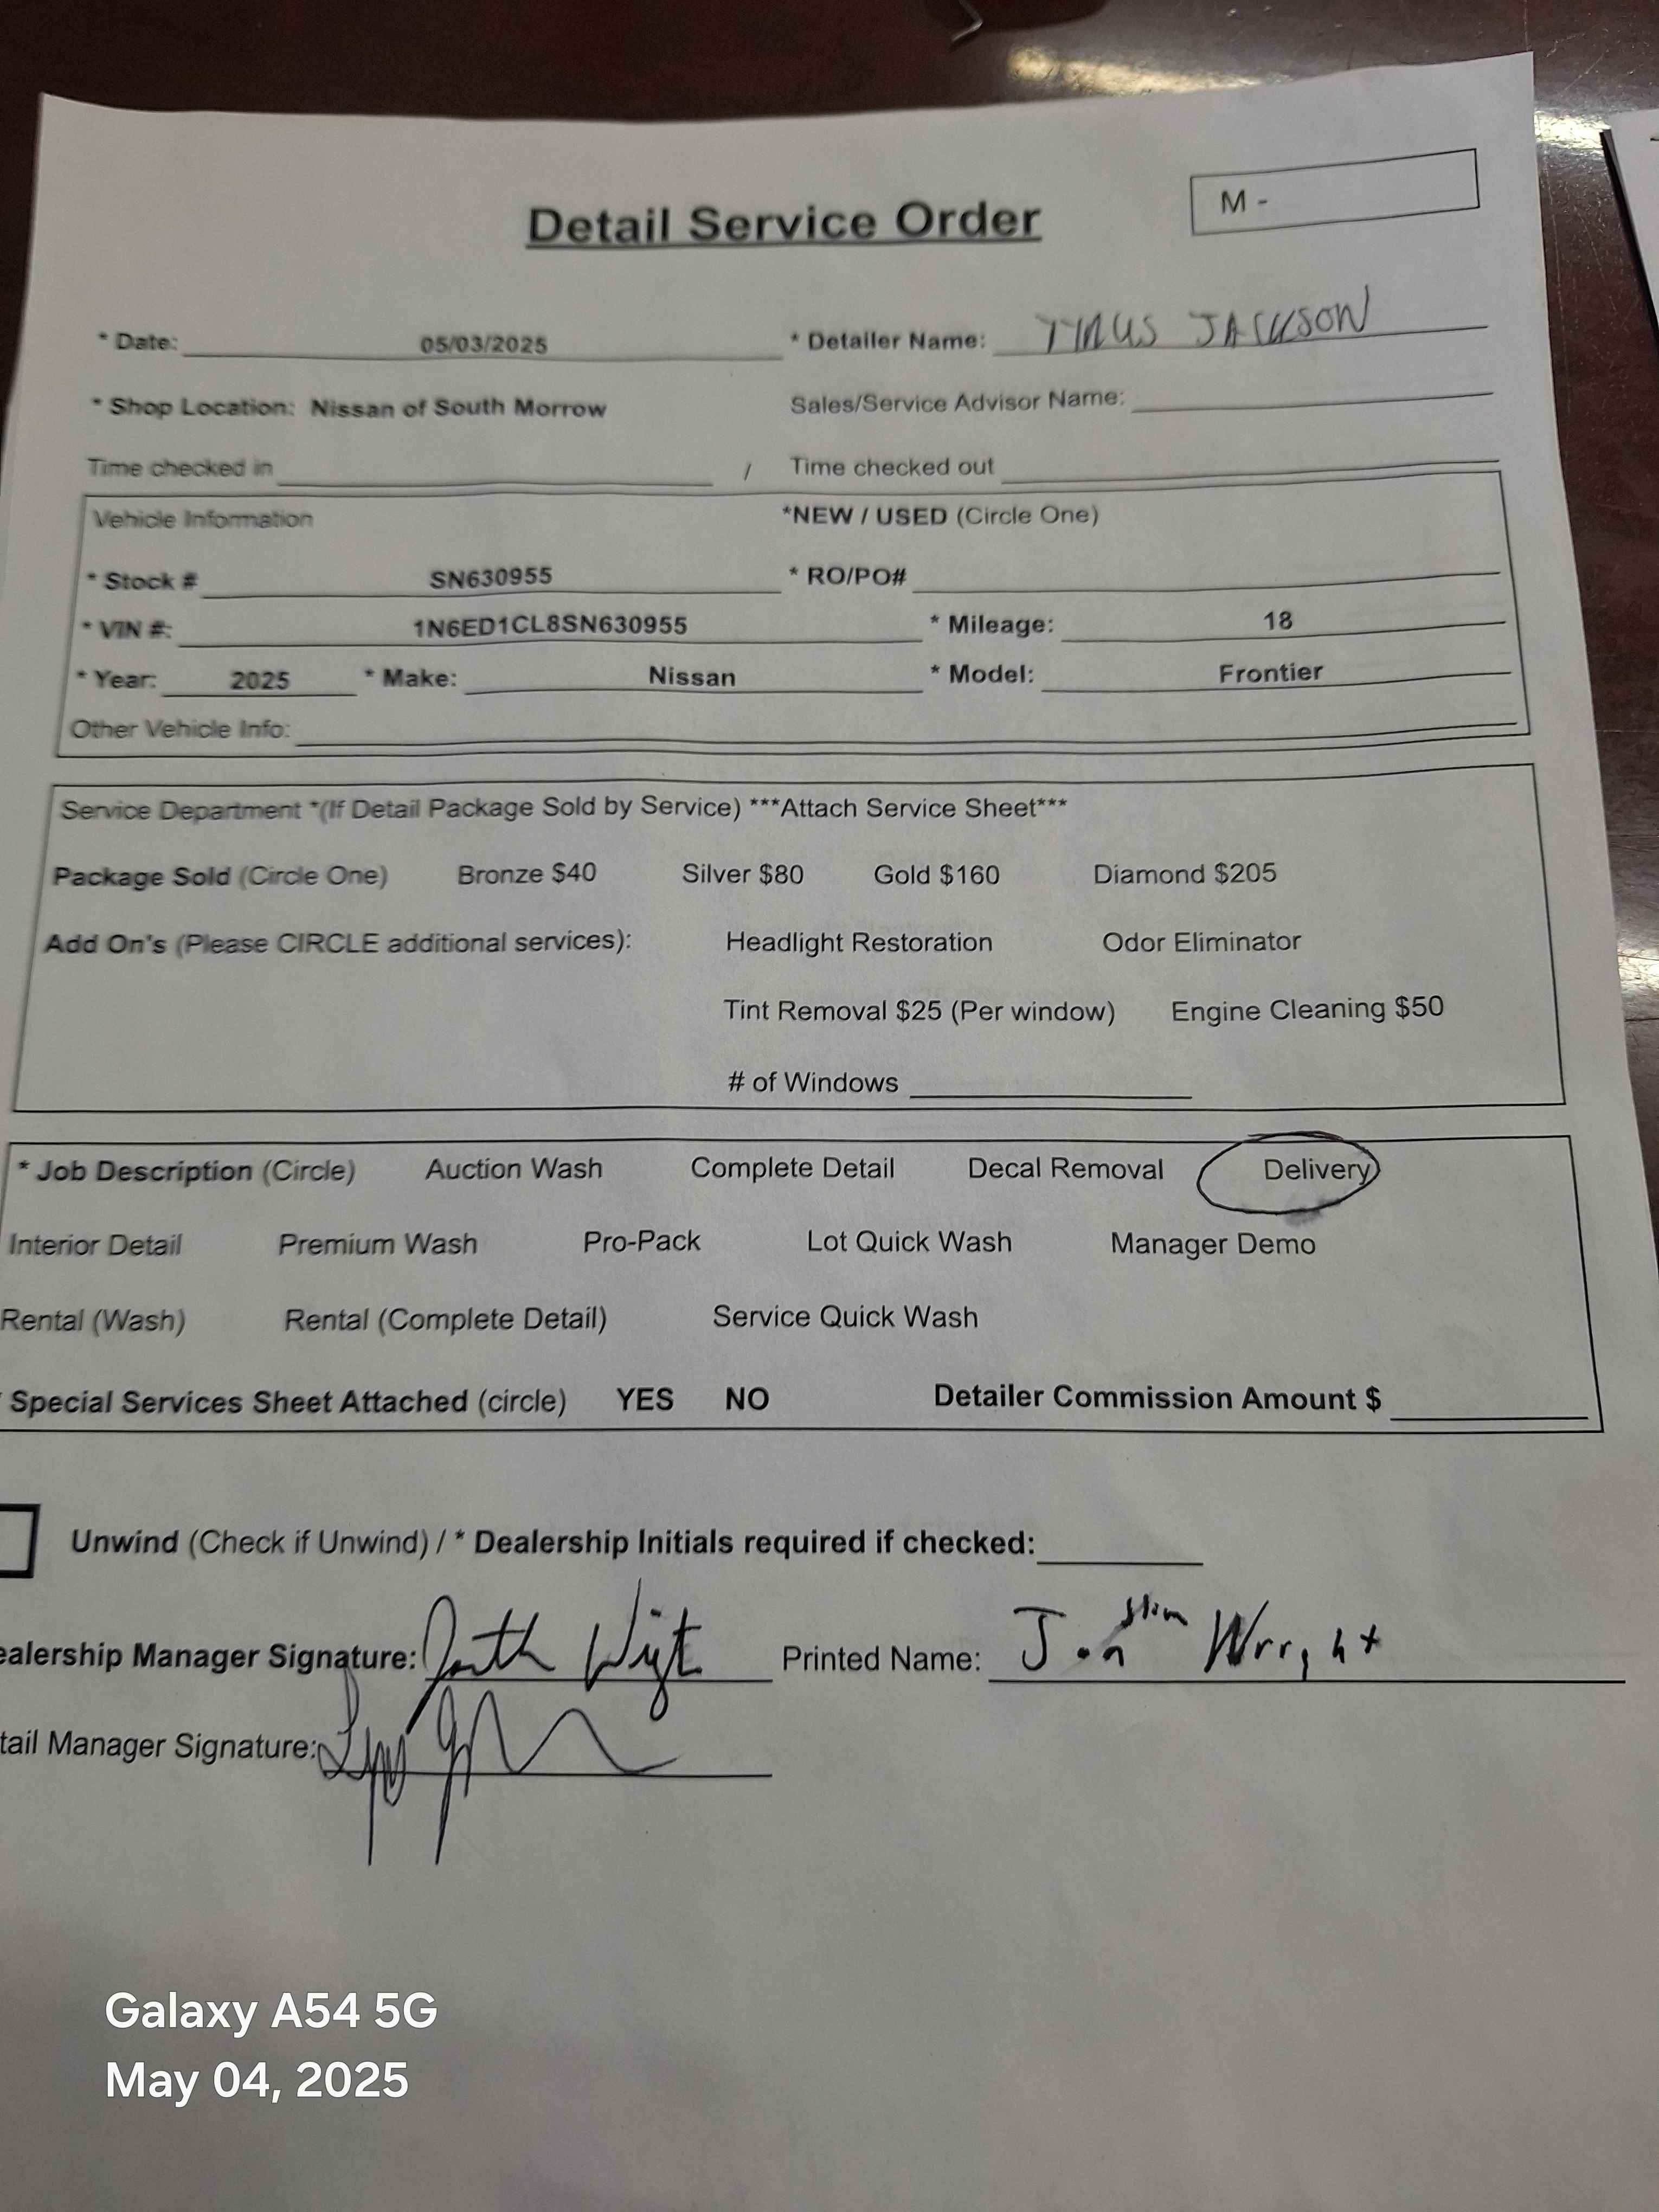 Detail Service Order
M -
* Date: 05/03/2025 * Detailer Name: TYRUS JACKSON
* Shop Location: Nissan of South Morrow Sales/Service Advisor Name:
Time checked in / Time checked out
Vehicle Information *NEW / USED (Circle One)
* Stock # SN630955 * RO/PO#
* VIN #: 1N6ED1CL8SN630955 * Mileage: 18
* Year: 2025 * Make: Nissan * Model: Frontier
Other Vehicle Info:
Service Department *(If Detail Package Sold by Service) ***Attach Service Sheet***
Package Sold (Circle One) Bronze $40 Silver $80 Gold $160 Diamond $205
Add On's (Please CIRCLE additional services): Headlight Restoration Odor Eliminator
Tint Removal $25 (Per window) Engine Cleaning $50
# of Windows
* Job Description (Circle) Auction Wash Complete Detail Decal Removal Delivery
Interior Detail Premium Wash Pro-Pack Lot Quick Wash Manager Demo
Rental (Wash) Rental (Complete Detail) Service Quick Wash
* Special Services Sheet Attached (circle) YES NO Detailer Commission Amount $
Unwind (Check if Unwind) / * Dealership Initials required if checked:
ealership Manager Signature: Printed Name: Jon Slim Wright
tail Manager Signature:
Galaxy A54 5G
May 04, 2025